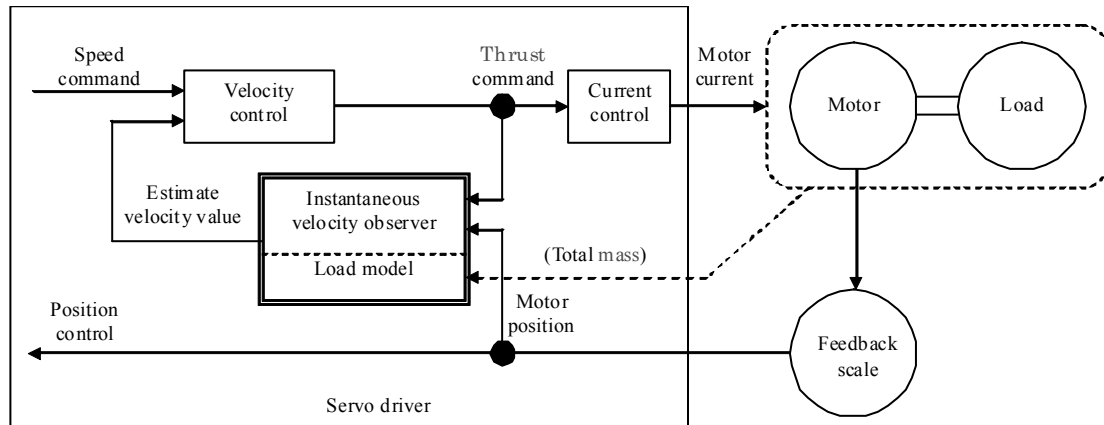 Speed
command
Velocity
control
Thrust
command
Current
control
Motor
current
Motor
Load
Estimate
velocity value
Instantaneous
velocity observer
Load model
(Total mass)
Motor
position
Position
control
Feedback
scale
Servo driver